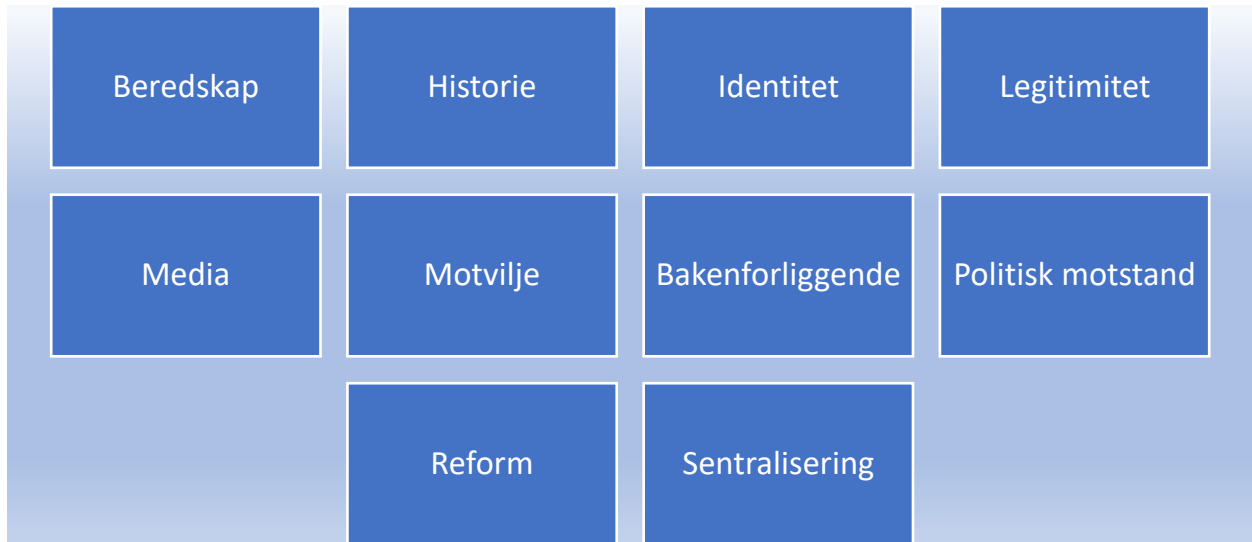 Beredskap
Historie
Identitet
Legitimitet
Media
Motvilje
Bakenforliggende
Politisk motstand
Reform
Sentralisering